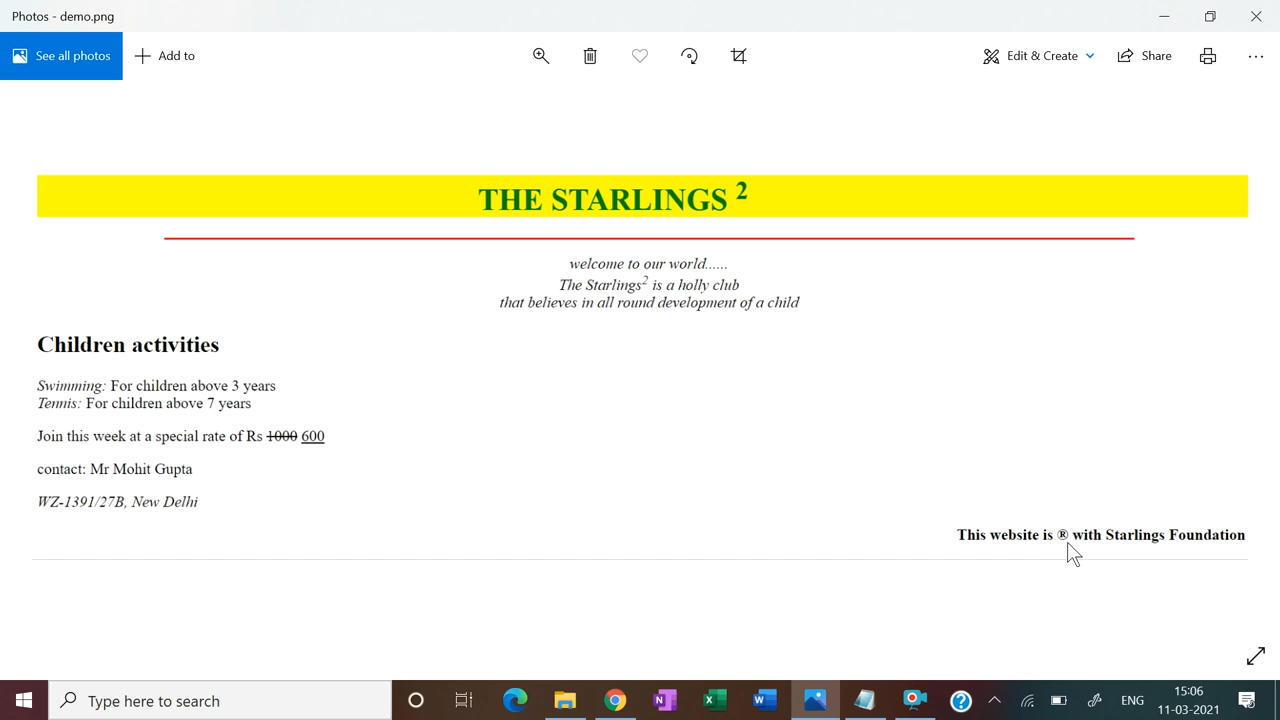 Photos - demo.png
See all photos
Add to
Edit & Create
Share
THE STARLINGS 2
welcome to our world......
The Starlings2 is a holly club
that believes in all round development of a child
Children activities
Swimming: For children above 3 years
Tennis: For children above 7 years
Join this week at a special rate of Rs 1000 600
contact: Mr Mohit Gupta
WZ-1391/27B, New Delhi
This website is ® with Starlings Foundation
Type here to search
ENG
15:06
11-03-2021